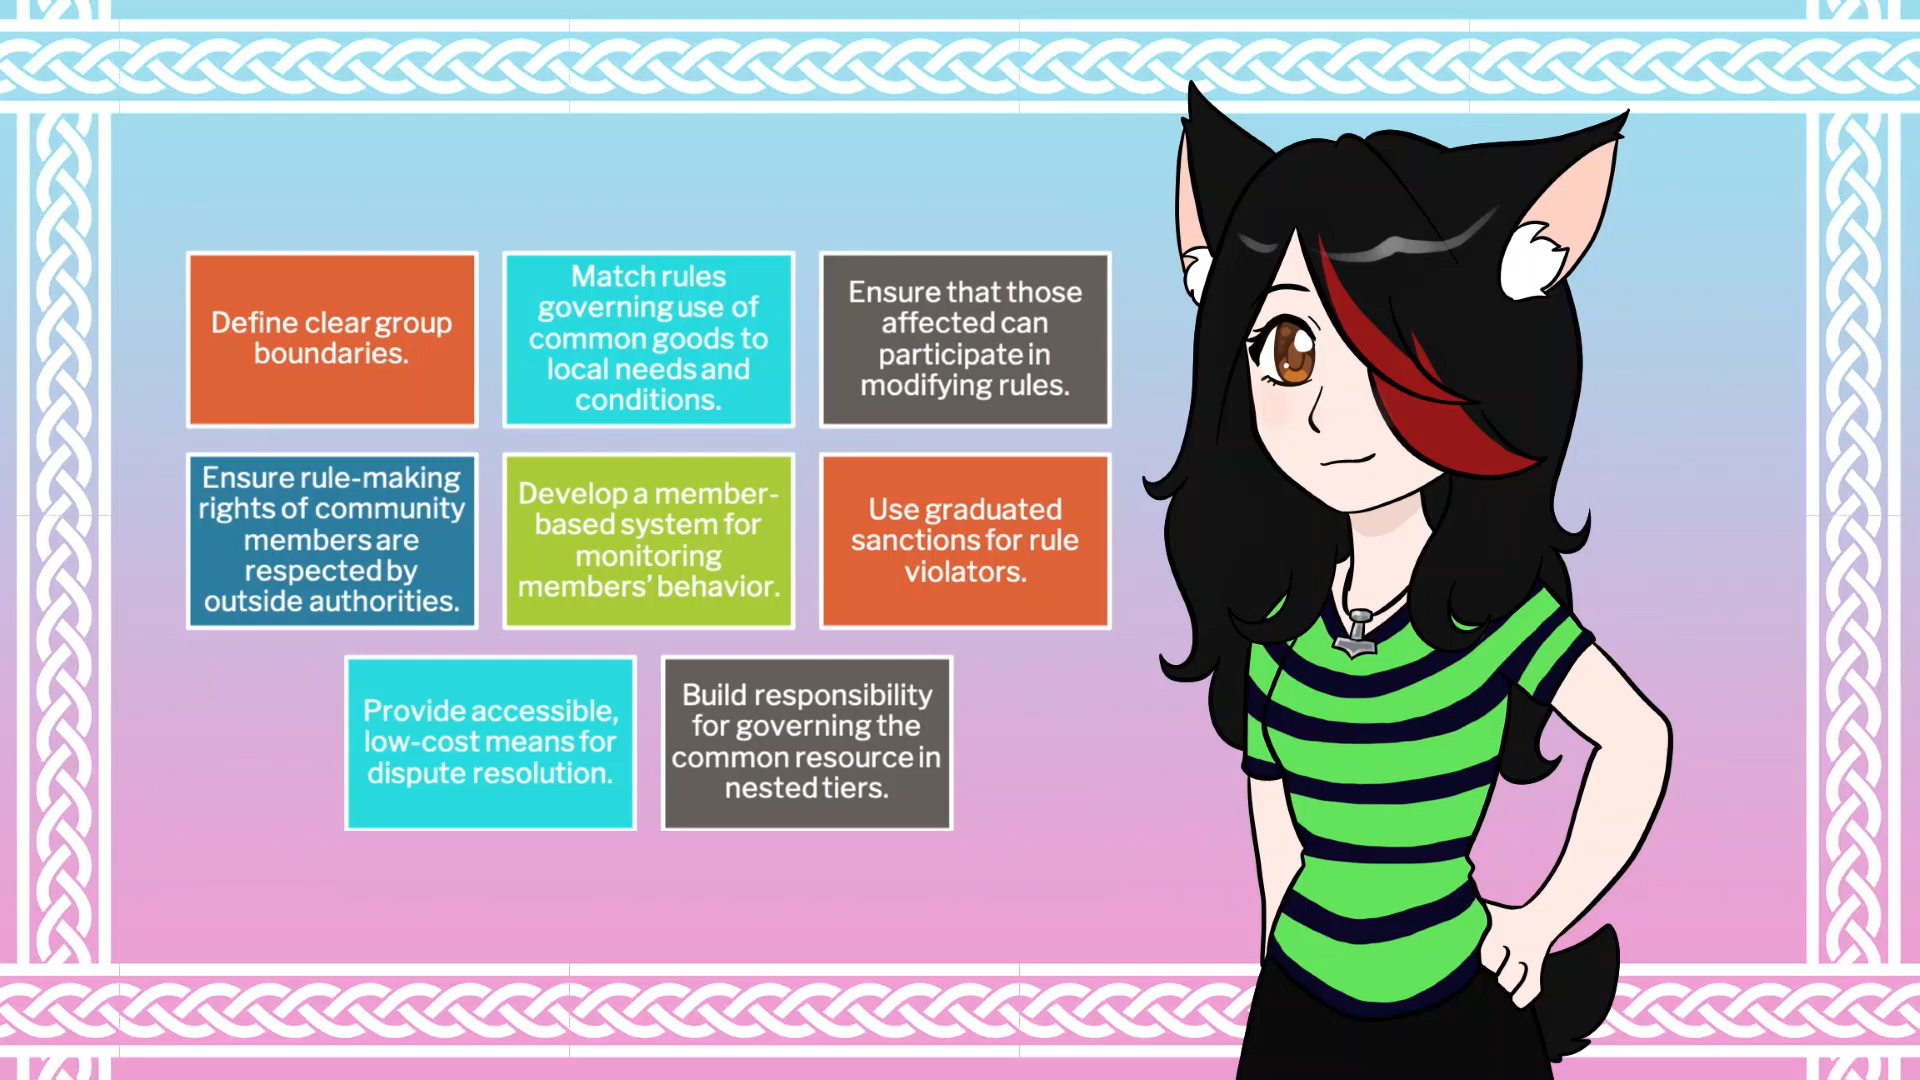 Define clear group
boundaries.
Match rules
governing use of
common goods to
local needs and
conditions.
Ensure that those
affected can
participate in
modifying rules.
Ensure rule-making
rights of community
members are
respected by
outside authorities.
Develop a member-
based system for
monitoring
members’ behavior.
Use graduated
sanctions for rule
violators.
Provide accessible,
low-cost means for
dispute resolution.
Build responsibility
for governing the
common resource in
nested tiers.